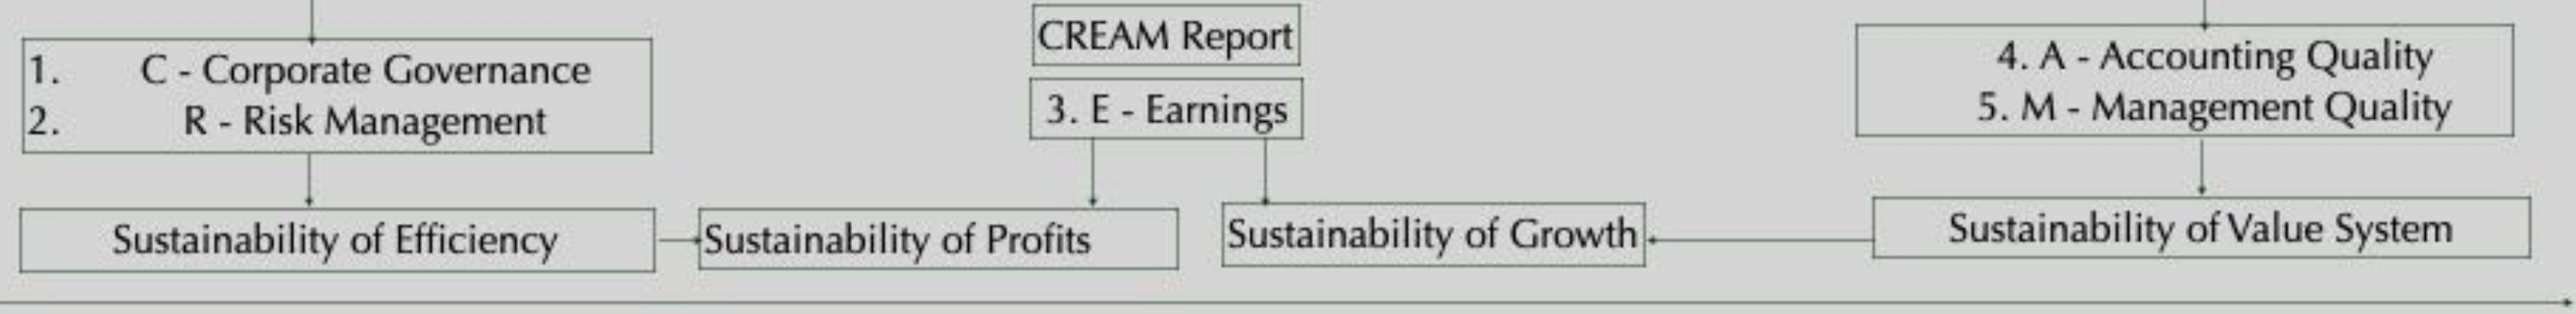 CREAM Report
1. C - Corporate Governance
2. R - Risk Management
3. E - Earnings
4. A - Accounting Quality
5. M - Management Quality
Sustainability of Efficiency
Sustainability of Profits
Sustainability of Growth
Sustainability of Value System